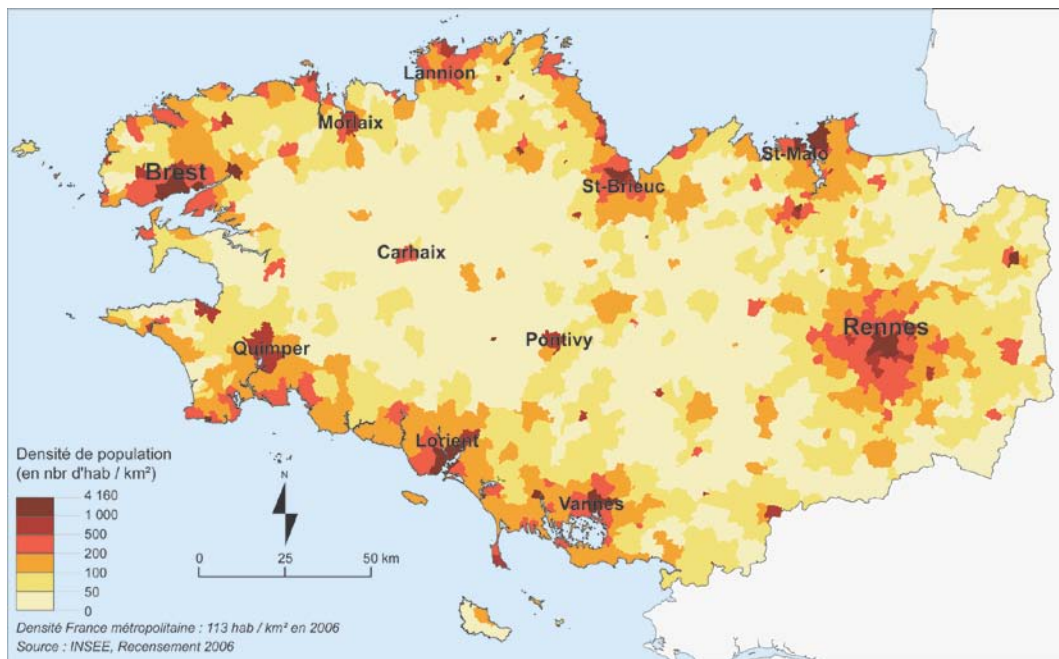 Lannion
Morlaix
St-Malo
Brest
St-Brieuc
Carhaix
Rennes
Pontivy
Quimper
Lorient
Vannes
Densité de population
(en nbr d'hab / km²)
4 160
1 000
500
200
100
50
0
N
0 25 50 km
Densité France métropolitaine : 113 hab / km² en 2006
Source : INSEE, Recensement 2006